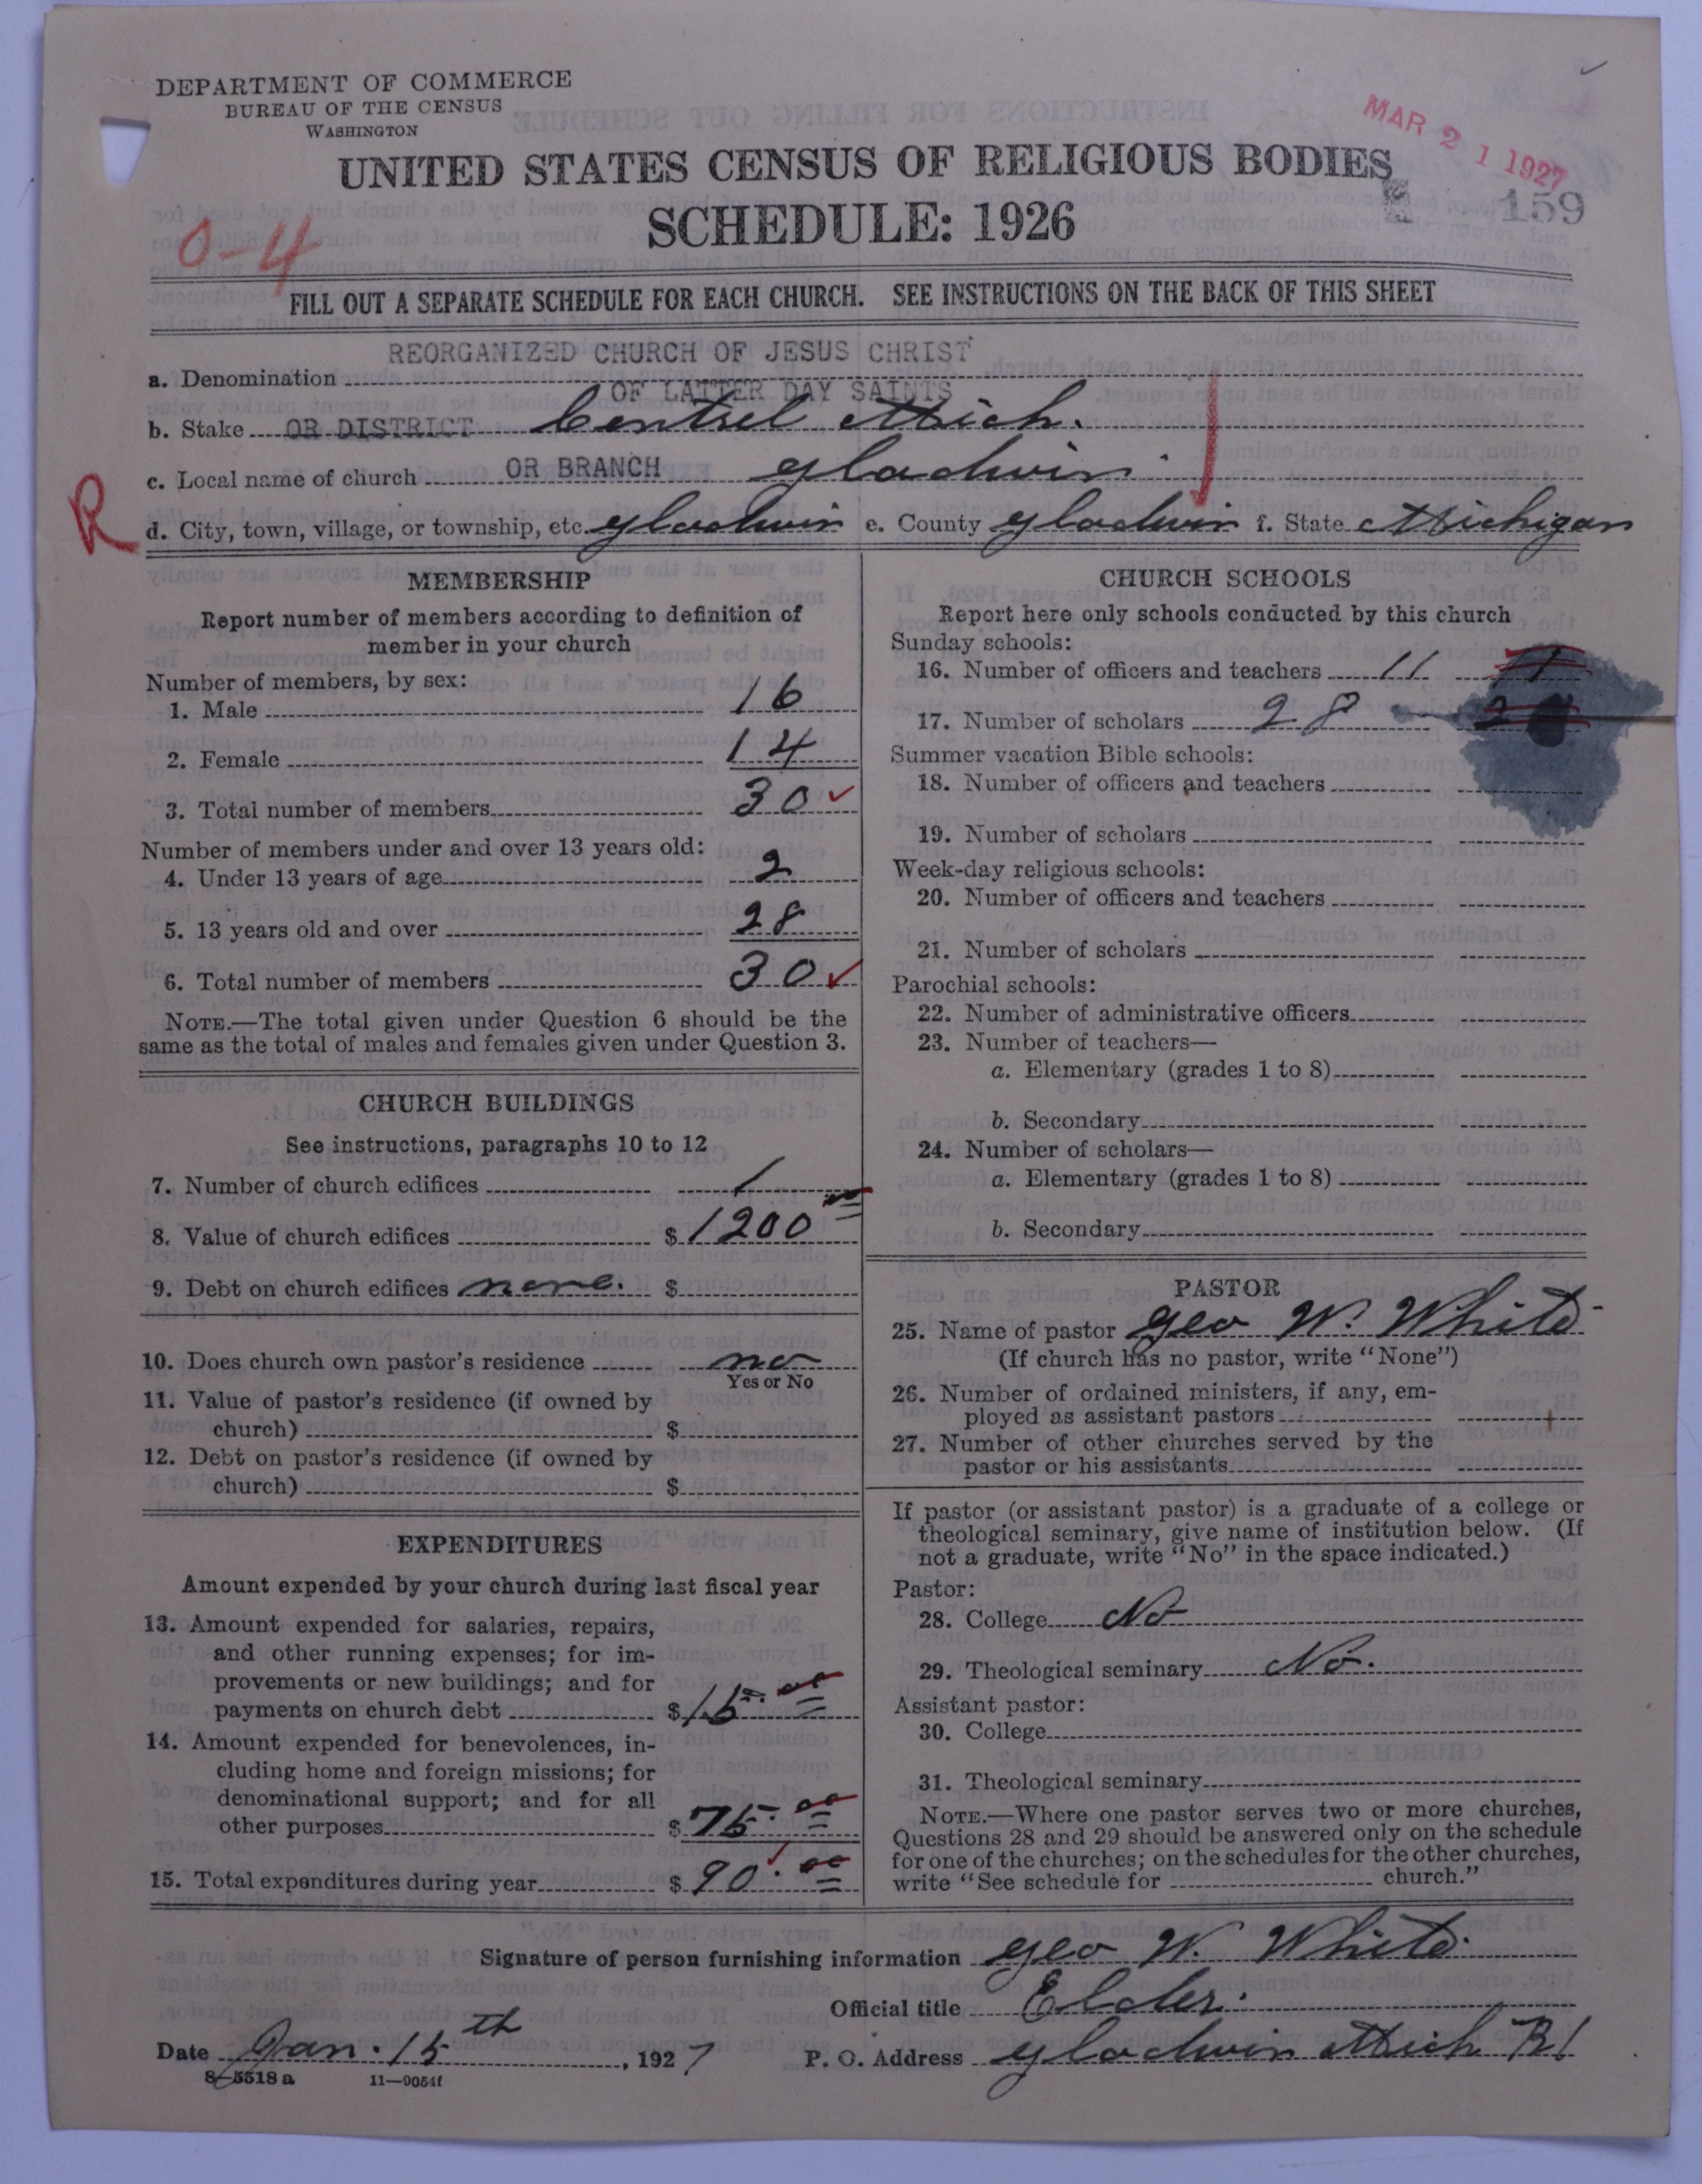 DEPARTMENT OF COMMERCE
BUREAU OF THE CENSUS
WASHINGTON
MAR 21 1927
UNITED STATES CENSUS OF RELIGIOUS BODIES
159
SCHEDULE: 1926
0-4
FILL OUT A SEPARATE SCHEDULE FOR EACH CHURCH. SEE INSTRUCTIONS ON THE BACK OF THIS SHEET
REORGANIZED CHURCH OF JESUS CHRIST
a. Denomination
OF LATTER DAY SAINTS
b. Stake OR DISTRICT Centrel Mich.
c. Local name of church OR BRANCH Gladwin
R
d. City, town, village, or township, etc. Gladwin e. County Gladwin f. State Michigan
MEMBERSHIP
Report number of members according to definition of
member in your church
Number of members, by sex:
1. Male 16
2. Female 14
3. Total number of members 30 ✓
Number of members under and over 13 years old:
4. Under 13 years of age 2
5. 13 years old and over 28
6. Total number of members 30 ✓
NOTE.—The total given under Question 6 should be the
same as the total of males and females given under Question 3.
CHURCH BUILDINGS
See instructions, paragraphs 10 to 12
7. Number of church edifices 1
8. Value of church edifices $ 1200 00
9. Debt on church edifices none. $
10. Does church own pastor's residence no
Yes or No
11. Value of pastor's residence (if owned by
church) $
12. Debt on pastor's residence (if owned by
church) $
EXPENDITURES
Amount expended by your church during last fiscal year
13. Amount expended for salaries, repairs,
and other running expenses; for im-
provements or new buildings; and for
payments on church debt $ 15.00
14. Amount expended for benevolences, in-
cluding home and foreign missions; for
denominational support; and for all
other purposes $ 75.00
15. Total expenditures during year $ 90.00
CHURCH SCHOOLS
Report here only schools conducted by this church
Sunday schools:
16. Number of officers and teachers 11 1
17. Number of scholars 28
Summer vacation Bible schools:
18. Number of officers and teachers
19. Number of scholars
Week-day religious schools:
20. Number of officers and teachers
21. Number of scholars
Parochial schools:
22. Number of administrative officers
23. Number of teachers—
a. Elementary (grades 1 to 8)
b. Secondary
24. Number of scholars—
a. Elementary (grades 1 to 8)
b. Secondary
PASTOR
25. Name of pastor Geo W. White
(If church has no pastor, write "None")
26. Number of ordained ministers, if any, em-
ployed as assistant pastors
27. Number of other churches served by the
pastor or his assistants
If pastor (or assistant pastor) is a graduate of a college or
theological seminary, give name of institution below. (If
not a graduate, write "No" in the space indicated.)
Pastor:
28. College No
29. Theological seminary No.
Assistant pastor:
30. College
31. Theological seminary
NOTE.—Where one pastor serves two or more churches,
Questions 28 and 29 should be answered only on the schedule
for one of the churches; on the schedules for the other churches,
write "See schedule for church."
Signature of person furnishing information Geo W. White
Official title Elder.
Date Jan. 15th, 1927 P. O. Address Gladwin Mich R1
8-5518a 11-9054f